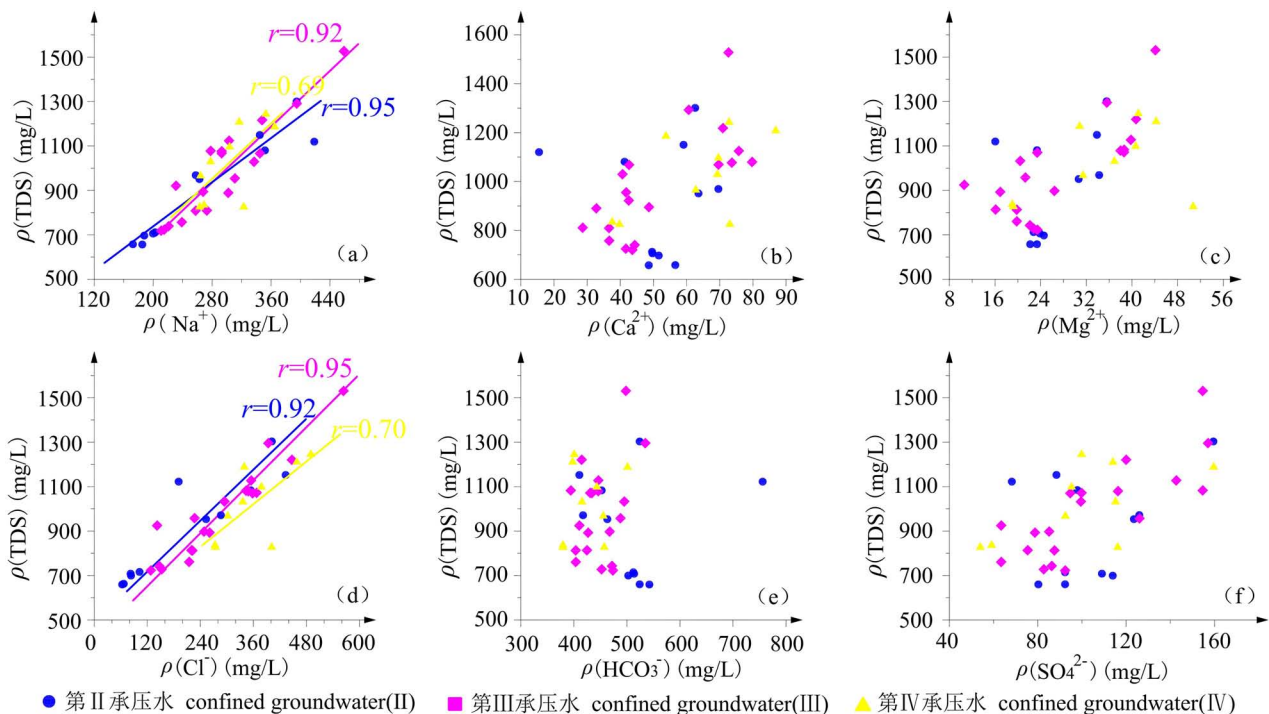 1500
1300
1100
900
700
500
ρ(TDS) (mg/L)
r=0.92
r=0.69
r=0.95
(a)
120 200 280 360 440
ρ(Na⁺) (mg/L)
1600
1400
1200
1000
800
600
ρ(TDS) (mg/L)
(b)
10 20 30 40 50 60 70 80 90
ρ(Ca²⁺) (mg/L)
1500
1300
1100
900
700
500
ρ(TDS) (mg/L)
(c)
8 16 24 32 40 48 56
ρ(Mg²⁺) (mg/L)
1500
1300
1100
900
700
500
ρ(TDS) (mg/L)
r=0.95
r=0.92
r=0.70
(d)
0 120 240 360 480 600
ρ(Cl⁻) (mg/L)
1500
1300
1100
900
700
500
ρ(TDS) (mg/L)
(e)
300 400 500 600 700 800
ρ(HCO₃⁻) (mg/L)
1500
1300
1100
900
700
500
ρ(TDS) (mg/L)
(f)
40 80 120 160
ρ(SO₄²⁻) (mg/L)
第Ⅱ承压水 confined groundwater(II) 第Ⅲ承压水 confined groundwater(III) 第Ⅳ承压水 confined groundwater(IV)